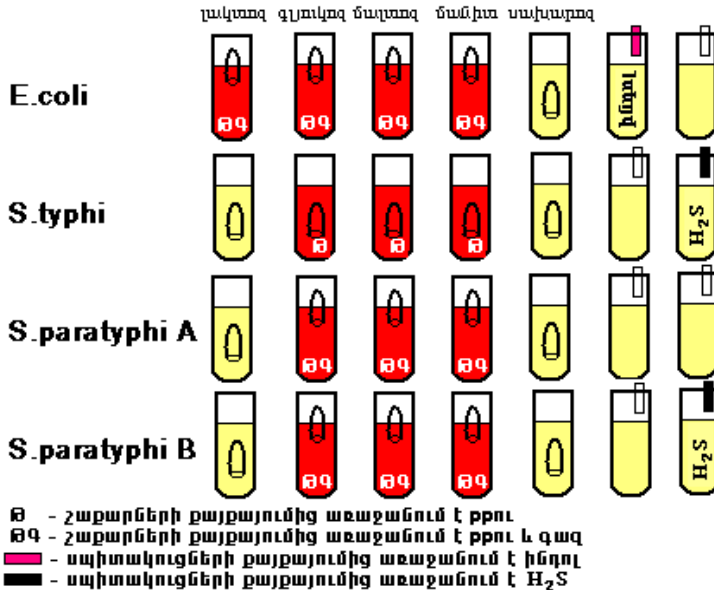 լակտոզ գլյուկոզ մալտոզ մանիտ սախարոզ
E.coli ԹԳ ԹԳ ԹԳ ԹԳ ինդոլ
S.typhi Թ Թ Թ H₂S
S.paratyphi A ԹԳ ԹԳ ԹԳ
S.paratyphi B ԹԳ ԹԳ ԹԳ H₂S
Թ - շաքարների քայքայումից առաջանում է թթու
ԹԳ - շաքարների քայքայումից առաջանում է թթու և գազ
- սպիտակուցների քայքայումից առաջանում է ինդոլ
- սպիտակուցների քայքայումից առաջանում է H₂S